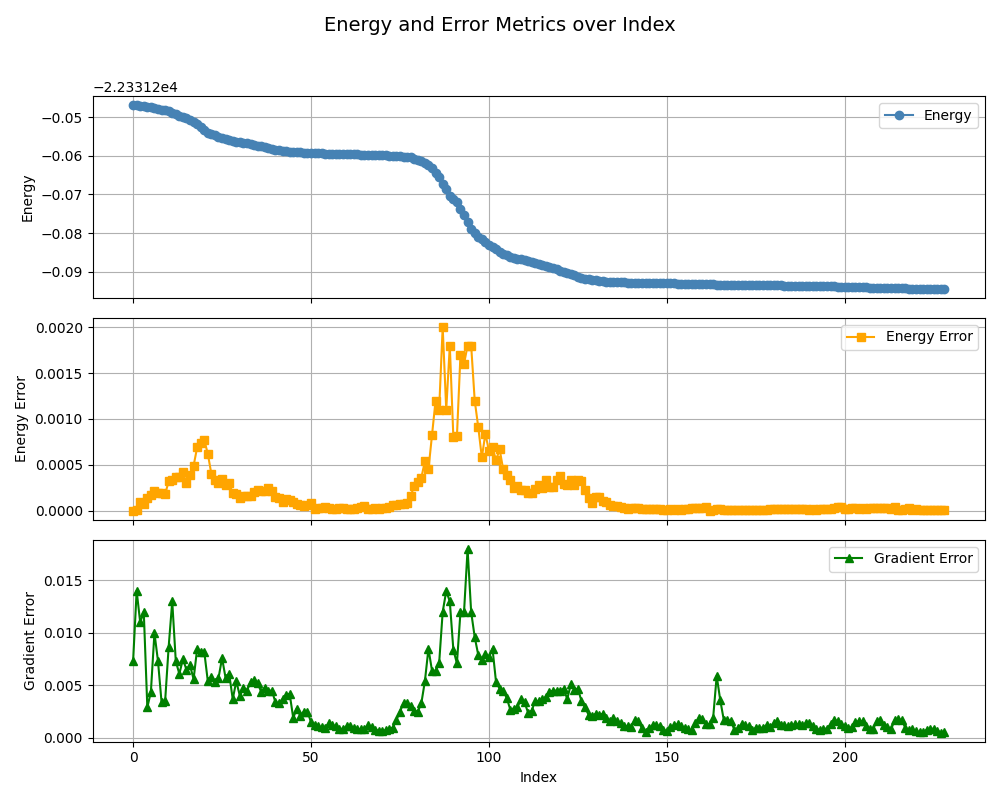 Energy and Error Metrics over Index
−2.23312e4
Energy
−0.05
−0.06
−0.07
−0.08
−0.09
Energy
Energy Error
0.0020
0.0015
0.0010
0.0005
0.0000
Energy Error
Gradient Error
0.015
0.010
0.005
0.000
Gradient Error
0 50 100 150 200
Index